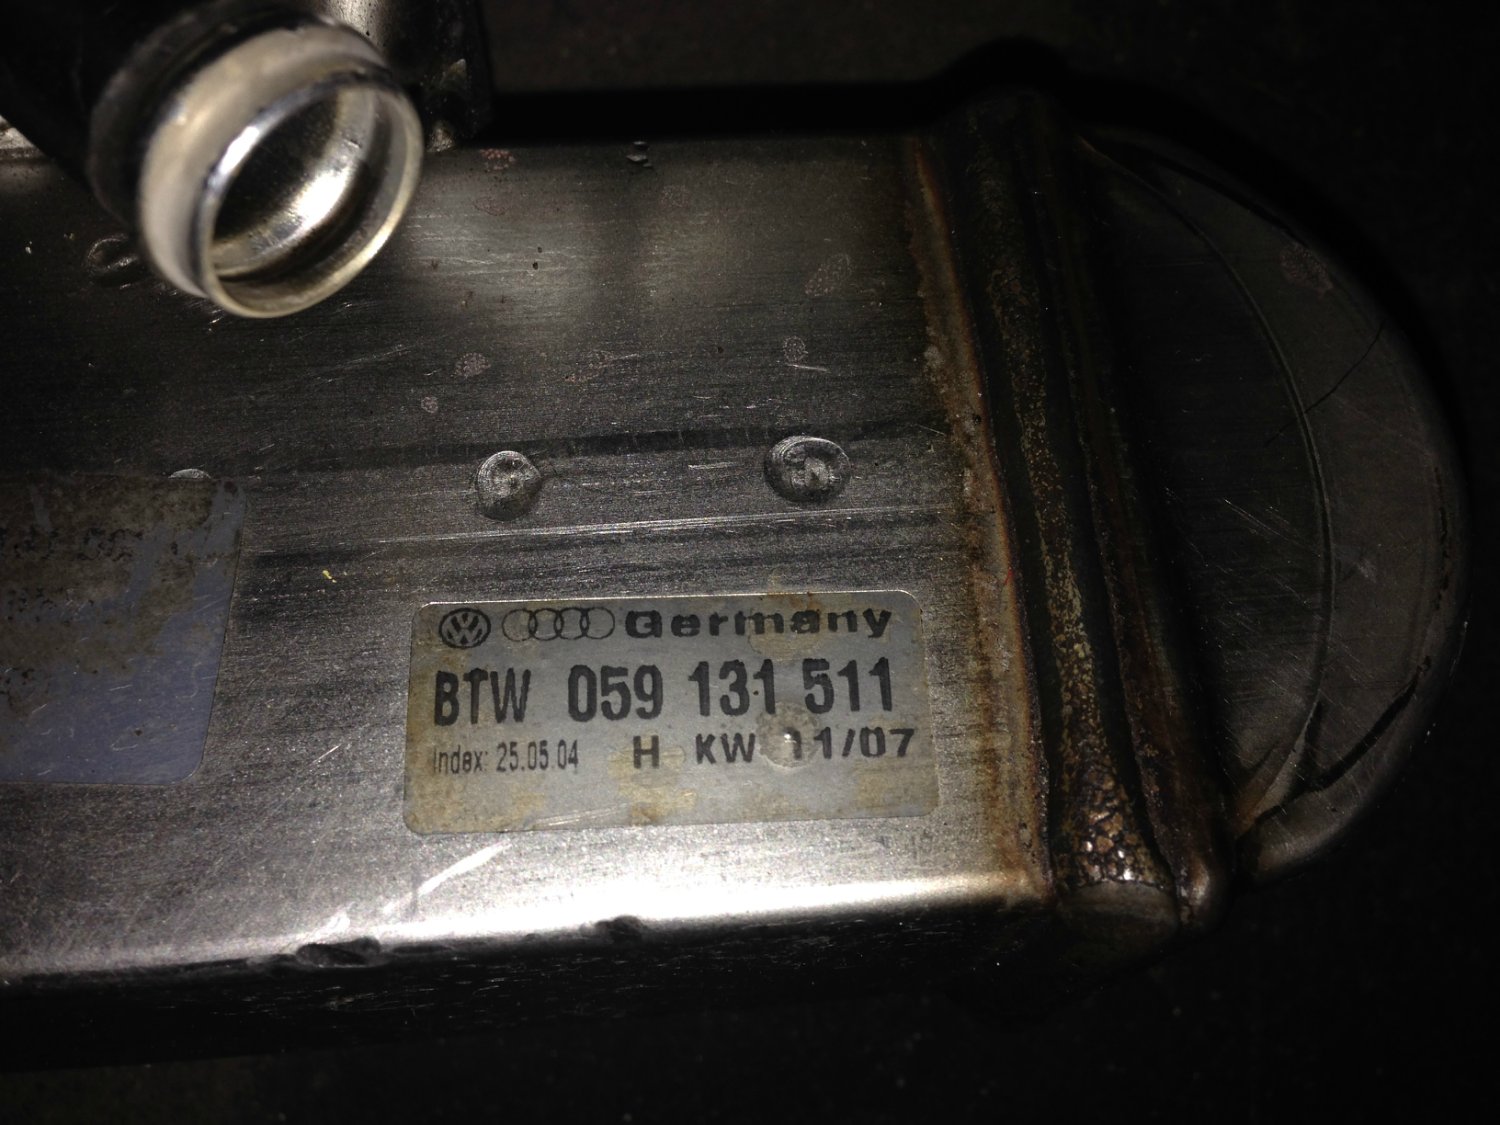 Germany
BTW 059 131 511
Index: 25.05.04 H KW 11/07